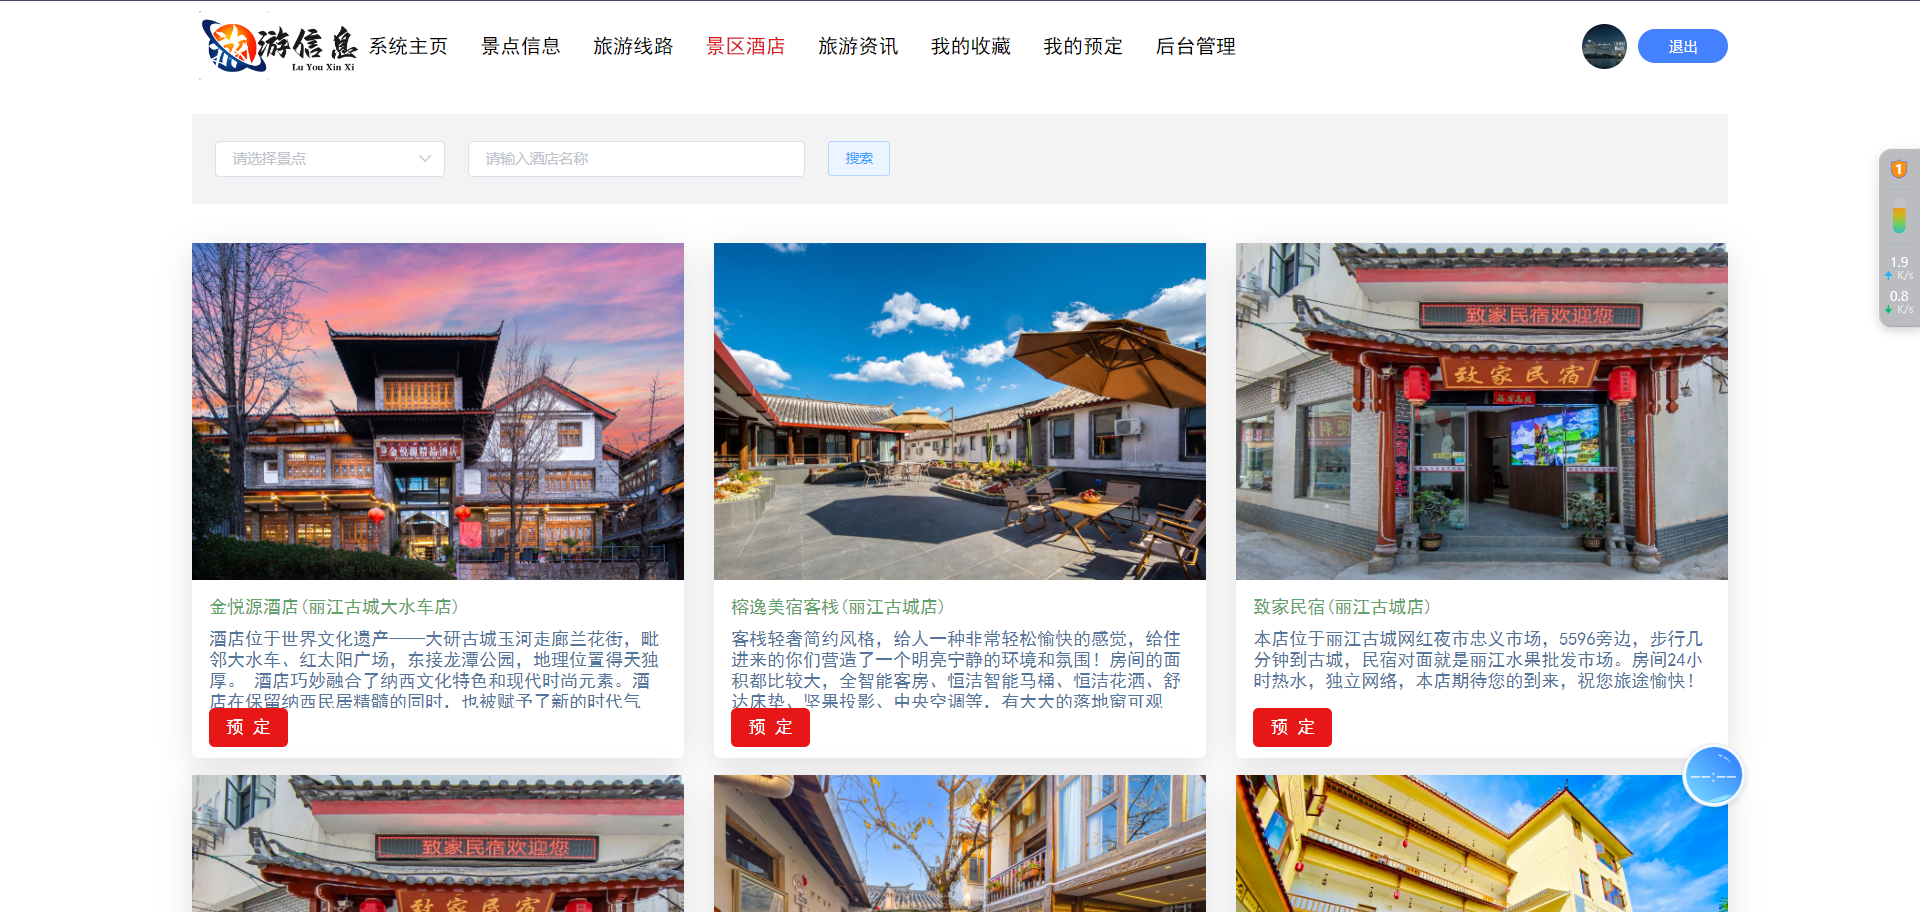 游信息
Lu You Xin Xi
系统主页
景点信息
旅游线路
景区酒店
旅游资讯
我的收藏
我的预定
后台管理
退出
请选择景点
请输入酒店名称
搜索
1
1.9
K/s
0.8
K/s
金悦源精品酒店
致家民宿欢迎您
致家民宿
金悦源酒店(丽江古城大水车店)
酒店位于世界文化遗产——大研古城玉河走廊兰花街，毗
邻大水车、红太阳广场，东接龙潭公园，地理位置得天独
厚。 酒店巧妙融合了纳西文化特色和现代时尚元素。酒
店在保留纳西民居精髓的同时，也被赋予了新的时代气
预 定
榕逸美宿客栈(丽江古城店)
客栈轻奢简约风格，给人一种非常轻松愉快的感觉，给住
进来的你们营造了一个明亮宁静的环境和氛围！房间的面
积都比较大，全智能客房、恒洁智能马桶、恒洁花洒、舒
达床垫、坚果投影、中央空调等，有大大的落地窗可观
预 定
致家民宿(丽江古城店)
本店位于丽江古城网红夜市忠义市场，5596旁边，步行几
分钟到古城，民宿对面就是丽江水果批发市场。房间24小
时热水，独立网络，本店期待您的到来，祝您旅途愉快！
预 定
--:--
致家民宿欢迎您
致家民宿